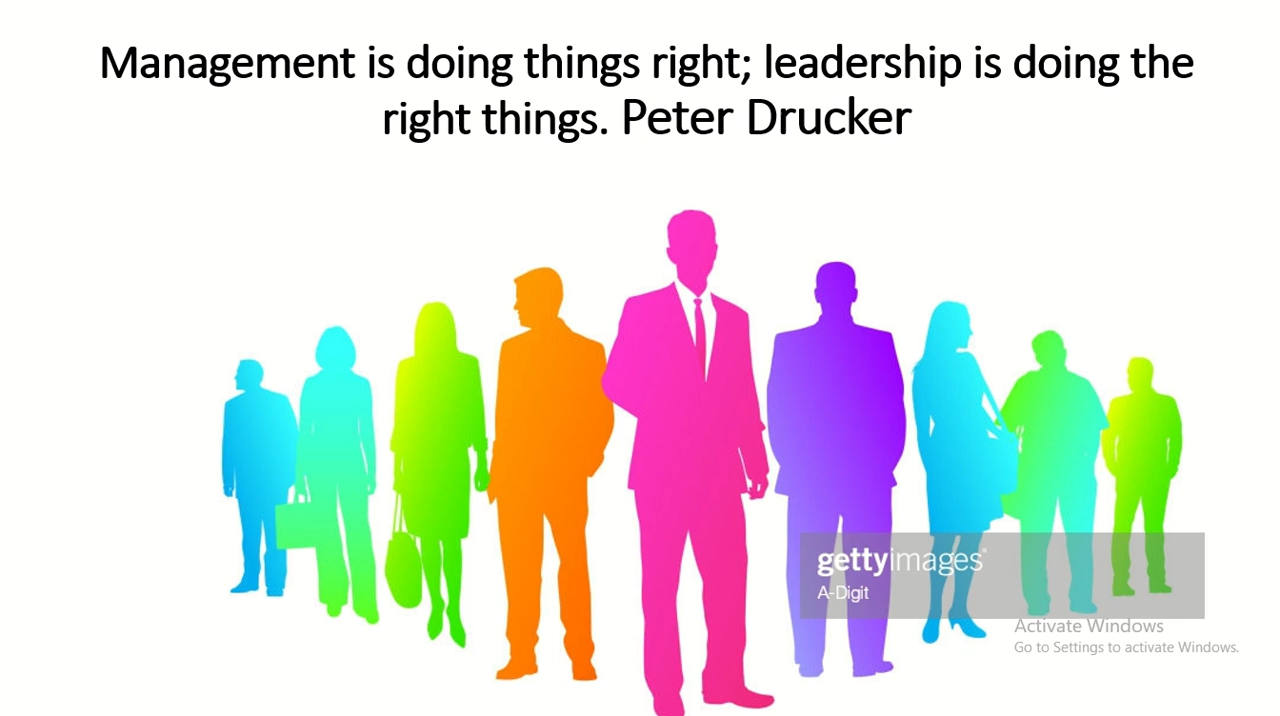 Management is doing things right; leadership is doing the
right things. Peter Drucker
gettyimages®
A-Digit
Activate Windows
Go to Settings to activate Windows.